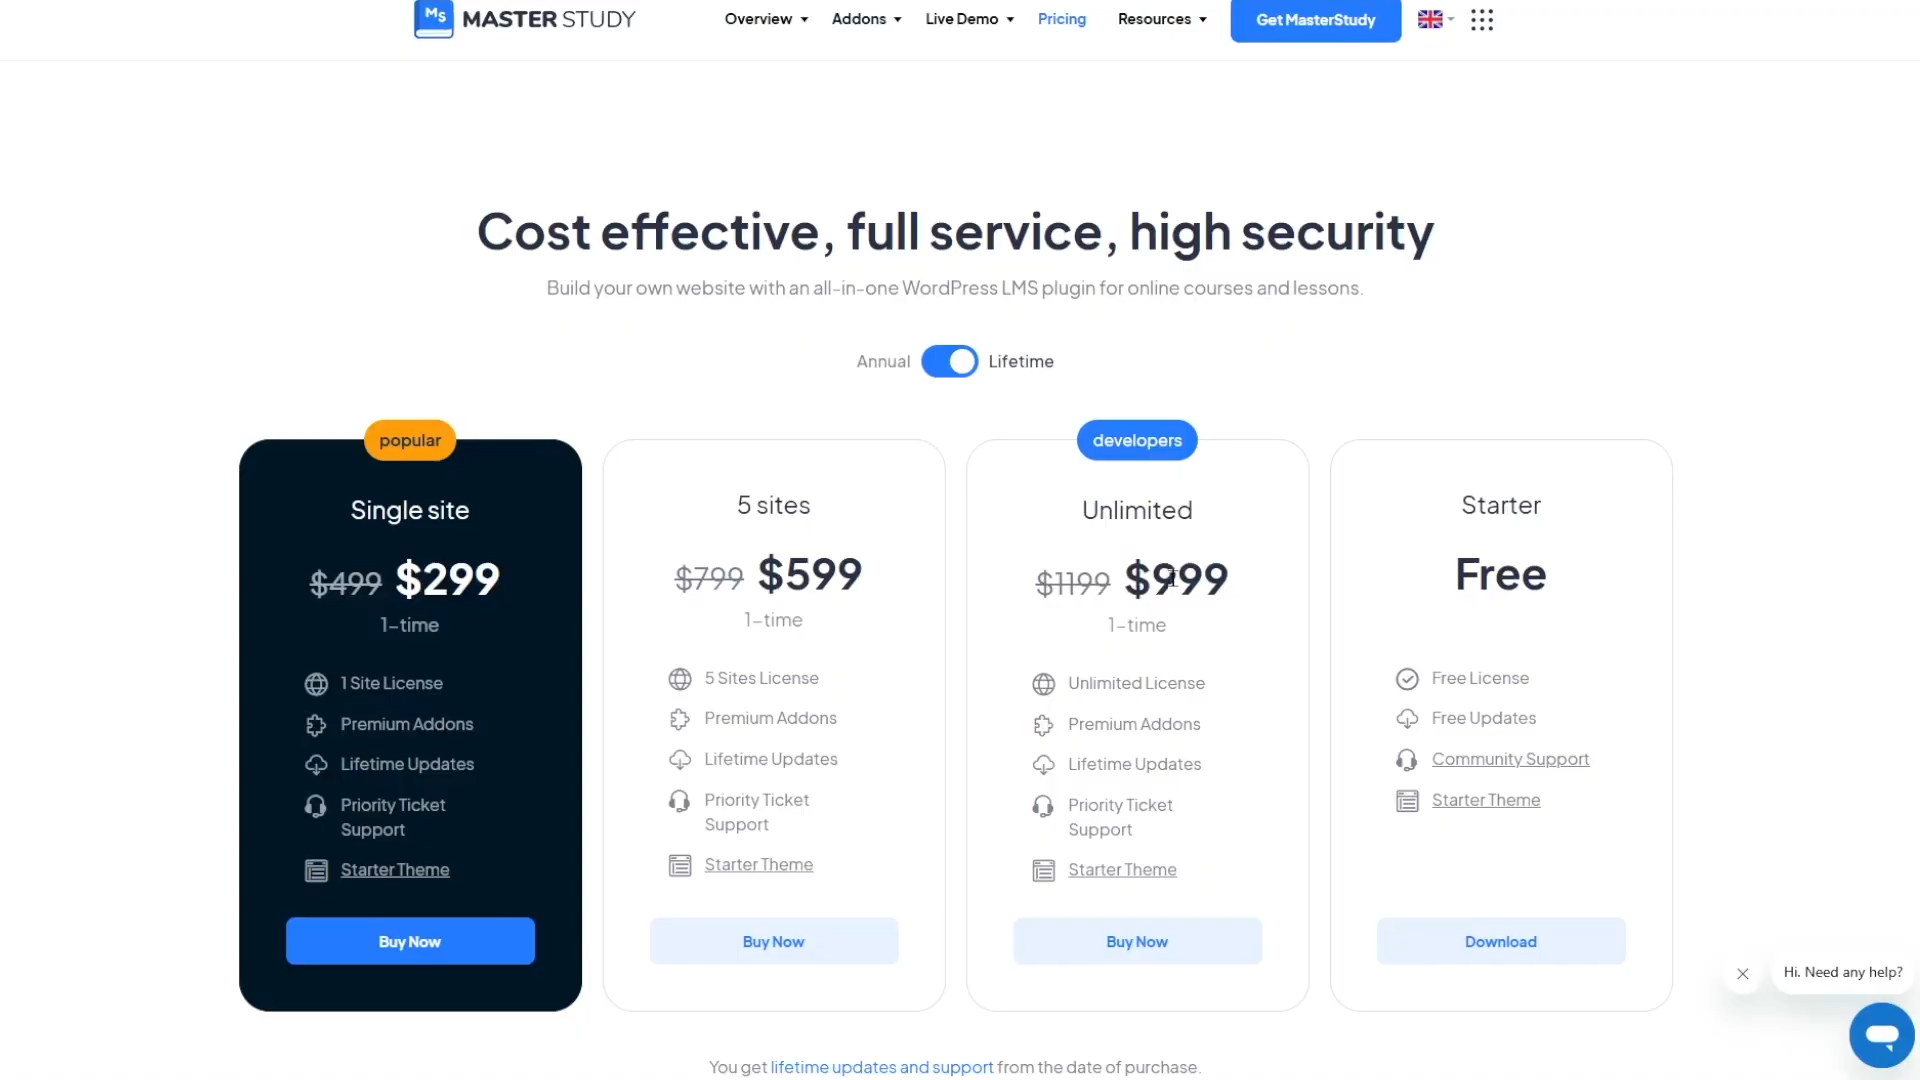 Ms MASTER STUDY
Overview
Addons
Live Demo
Pricing
Resources
Get MasterStudy
Cost effective, full service, high security
Build your own website with an all-in-one WordPress LMS plugin for online courses and lessons.
Annual
Lifetime
popular
Single site
$499 $299
1-time
1 Site License
Premium Addons
Lifetime Updates
Priority Ticket
Support
Starter Theme
Buy Now
5 sites
$799 $599
1-time
5 Sites License
Premium Addons
Lifetime Updates
Priority Ticket
Support
Starter Theme
Buy Now
developers
Unlimited
$1199 $999
1-time
Unlimited License
Premium Addons
Lifetime Updates
Priority Ticket
Support
Starter Theme
Buy Now
Starter
Free
Free License
Free Updates
Community Support
Starter Theme
Download
Hi. Need any help?
You get lifetime updates and support from the date of purchase.